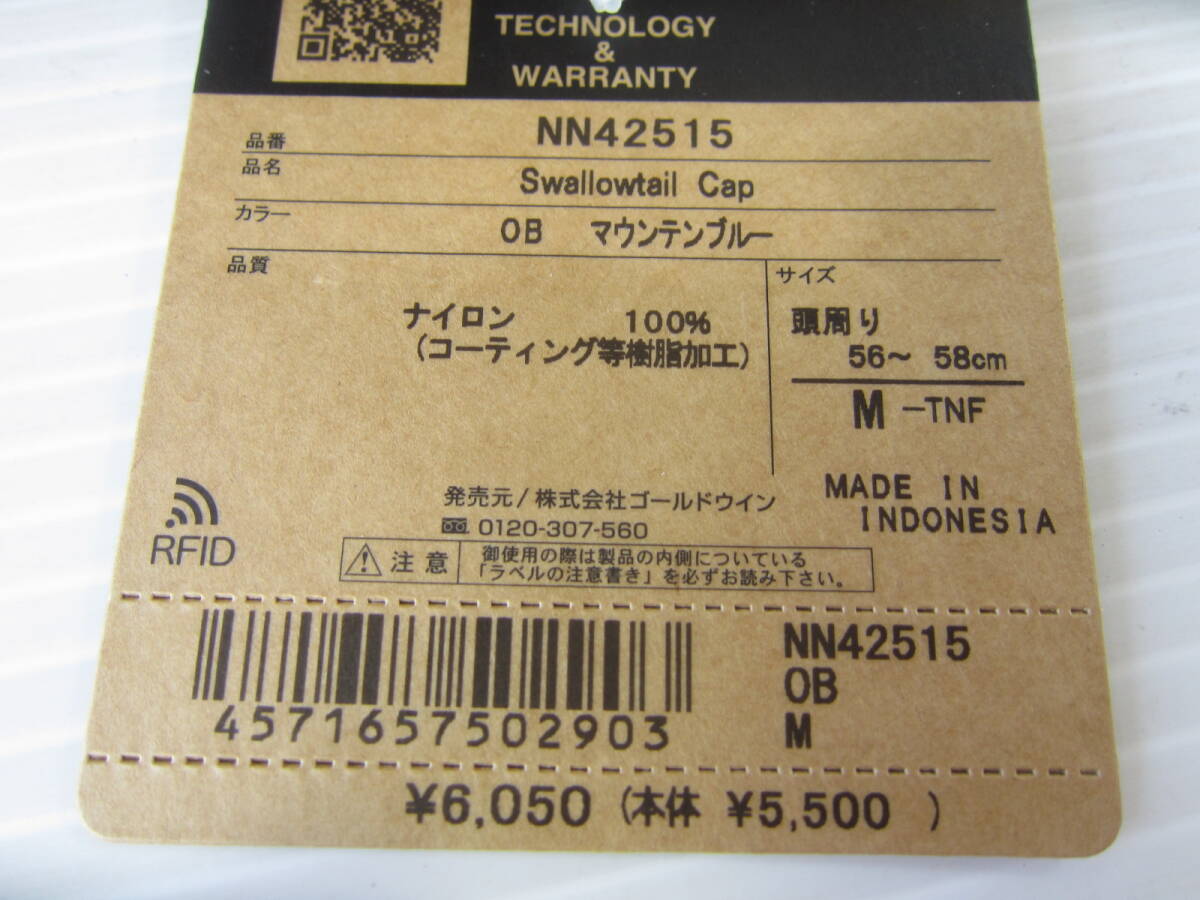 TECHNOLOGY
&
WARRANTY
品番 NN42515
品名 Swallowtail Cap
カラー OB マウンテンブルー
品質
ナイロン 100%
(コーティング等樹脂加工)
サイズ
頭周り
56~ 58cm
M -TNF
MADE IN
INDONESIA
発売元/株式会社ゴールドウイン
0120-307-560
RFID
注意
御使用の際は製品の内側についている
「ラベルの注意書き」を必ずお読み下さい。
4571657502903
NN42515
OB
M
¥6,050 (本体 ¥5,500 )